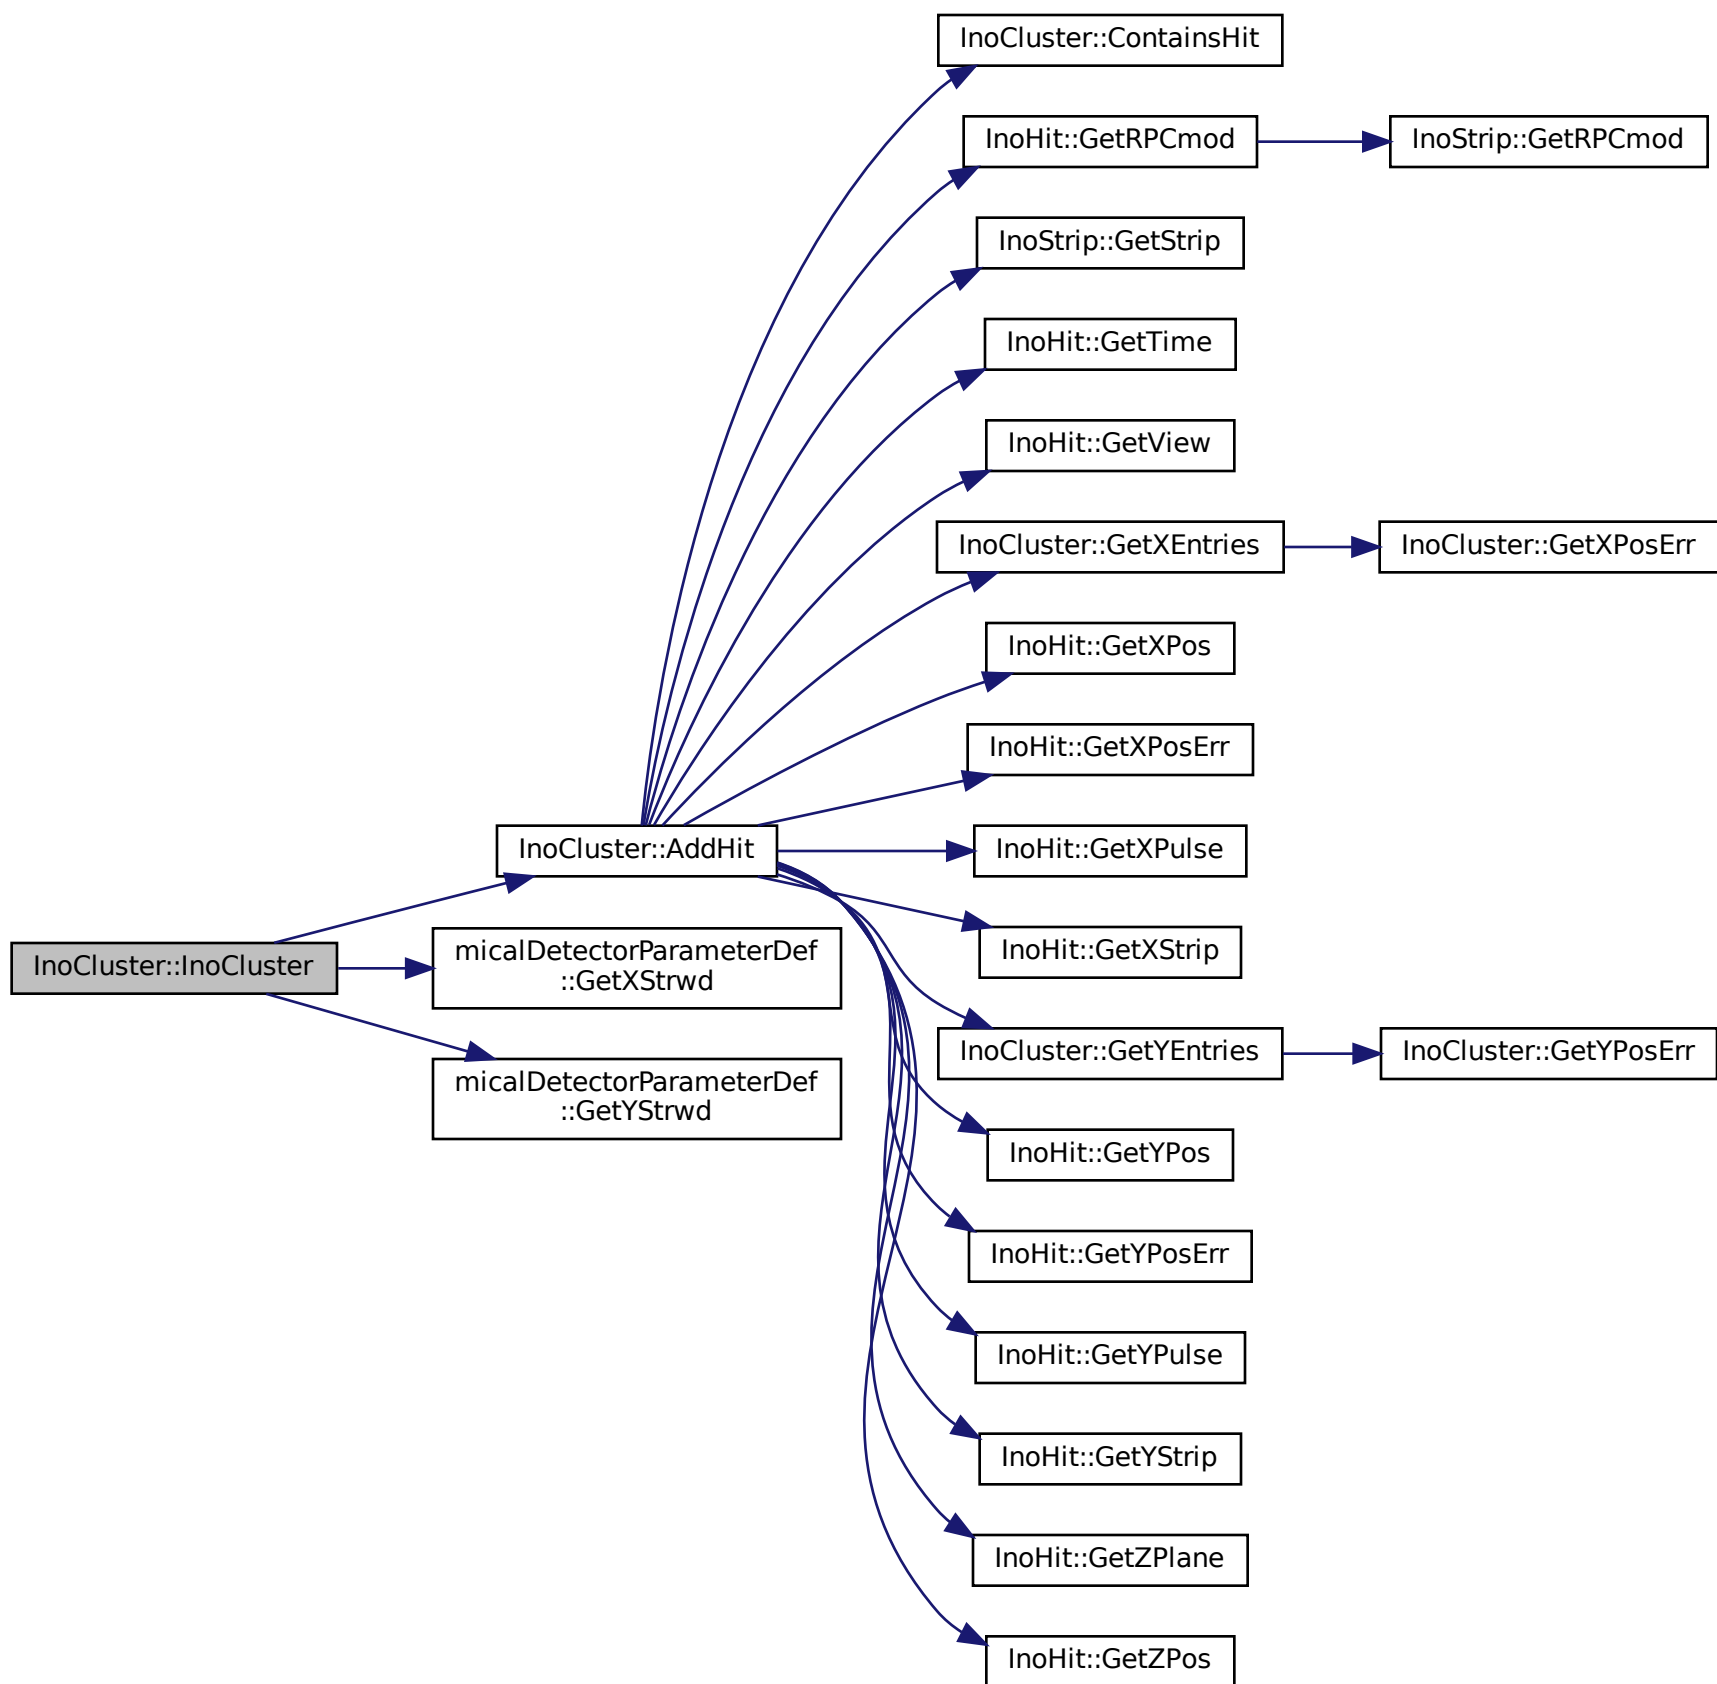 InoCluster::ContainsHit
InoHit::GetRPCmod
InoStrip::GetRPCmod
InoStrip::GetStrip
InoHit::GetTime
InoHit::GetView
InoCluster::GetXEntries
InoCluster::GetXPosErr
InoHit::GetXPos
InoHit::GetXPosErr
InoCluster::AddHit
InoHit::GetXPulse
InoCluster::InoCluster
micalDetectorParameterDef
::GetXStrwd
InoHit::GetXStrip
micalDetectorParameterDef
::GetYStrwd
InoCluster::GetYEntries
InoCluster::GetYPosErr
InoHit::GetYPos
InoHit::GetYPosErr
InoHit::GetYPulse
InoHit::GetYStrip
InoHit::GetZPlane
InoHit::GetZPos